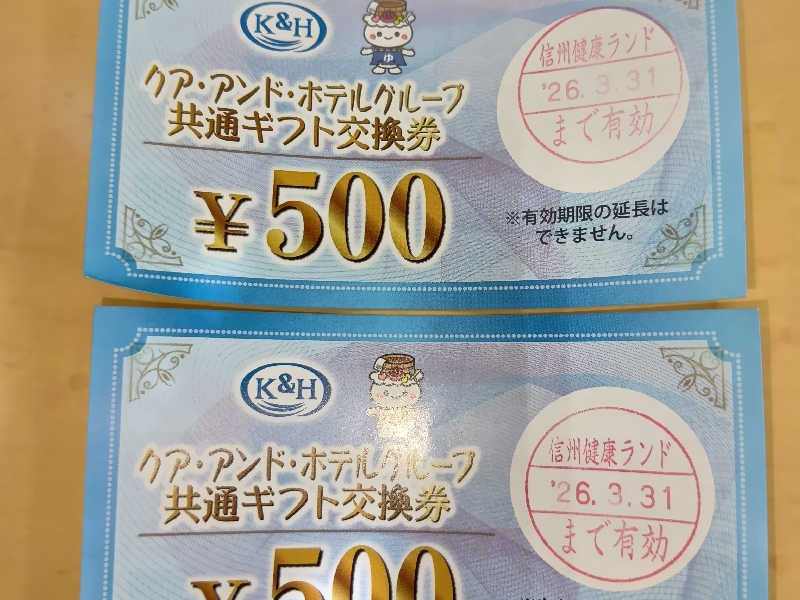 K&H
ゆ
クア・アンド・ホテルグループ
共通ギフト交換券
¥500
信州健康ランド
'26.3.31
まで有効
※有効期限の延長は
できません。
K&H
クア・アンド・ホテルグループ
共通ギフト交換券
¥500
信州健康ランド
'26.3.31
まで有効